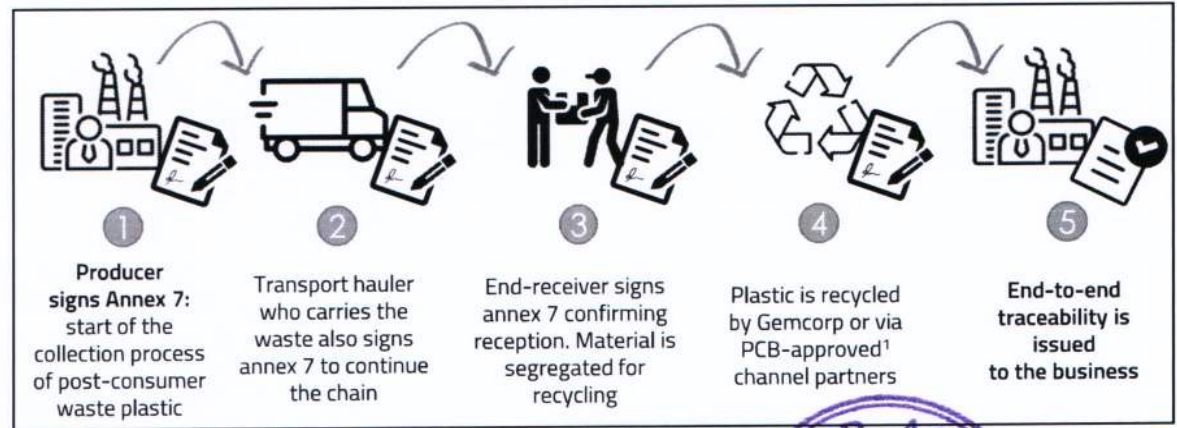 1
Producer
signs Annex 7:
start of the
collection process
of post-consumer
waste plastic
2
Transport hauler
who carries the
waste also signs
annex 7 to continue
the chain
3
End-receiver signs
annex 7 confirming
reception. Material is
segregated for
recycling
4
Plastic is recycled
by Gemcorp or via
PCB-approved¹
channel partners
5
End-to-end
traceability is
issued
to the business